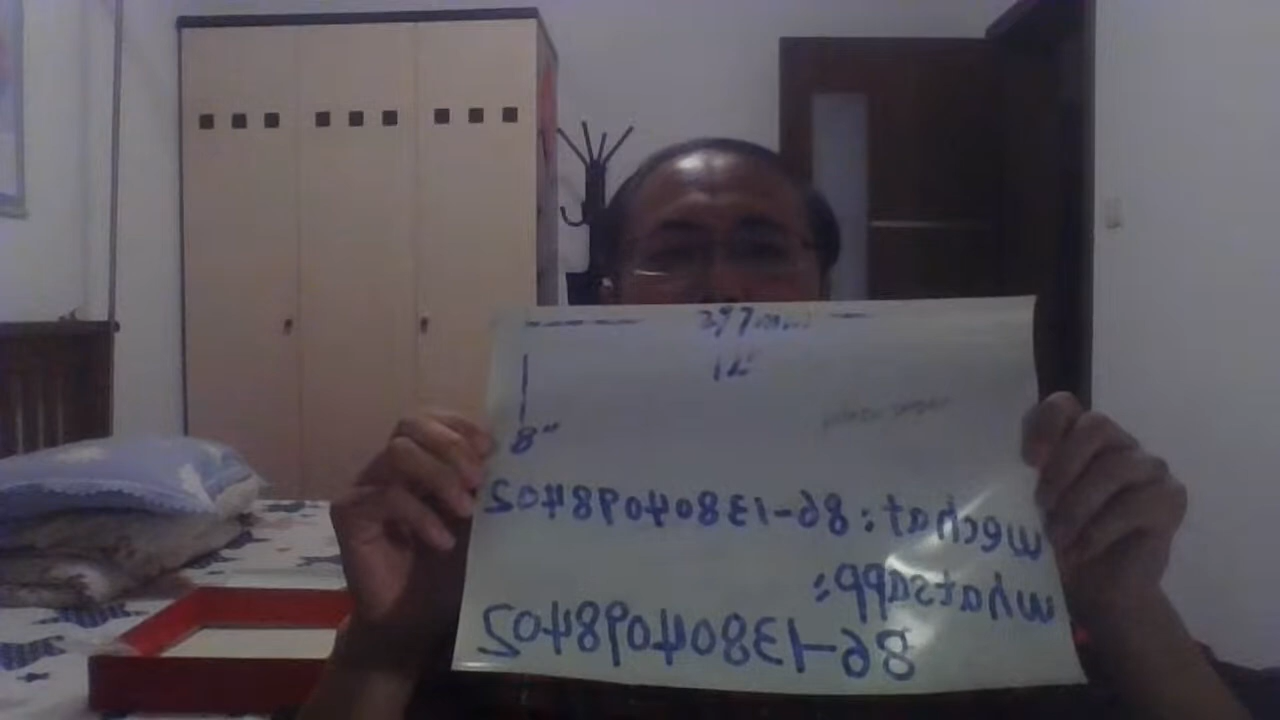 297mm
12"
8"
wechat: 86-13804098402
whatsapp:
86-13804098402